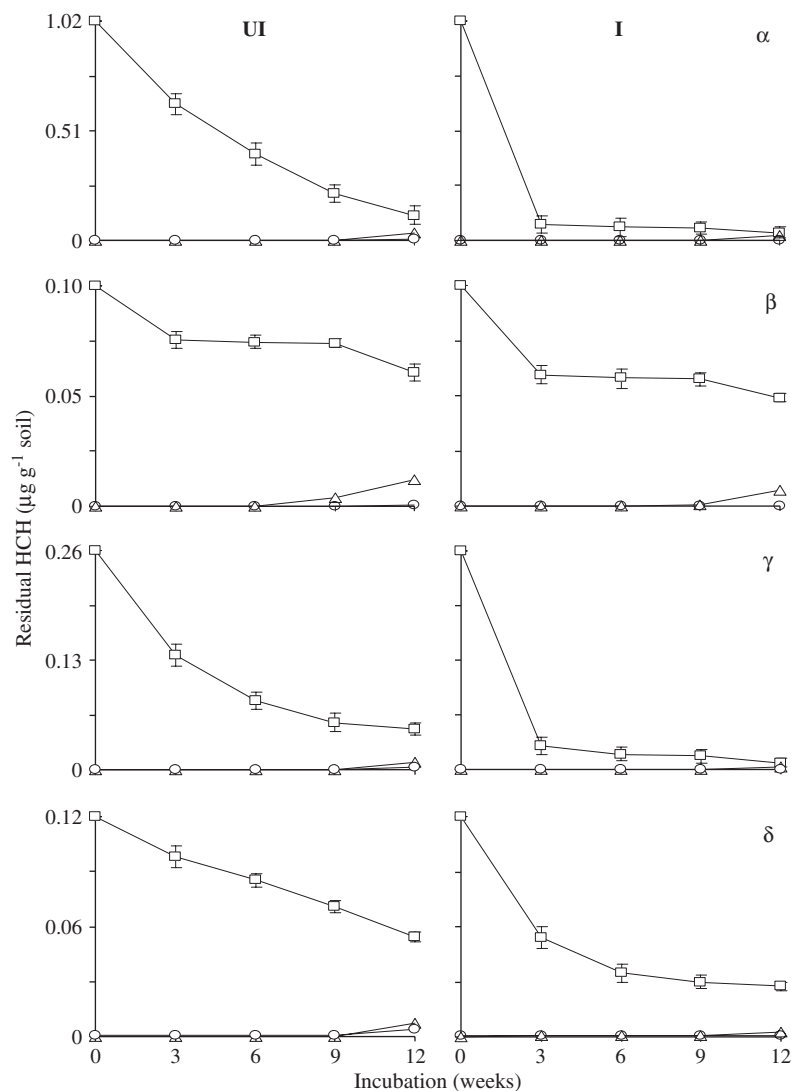 UI
I
1.02
0.51
0
α
0.10
0.05
0
β
Residual HCH (µg g-1 soil)
0.26
0.13
0
γ
0.12
0.06
0
δ
0 3 6 9 12
0 3 6 9 12
Incubation (weeks)